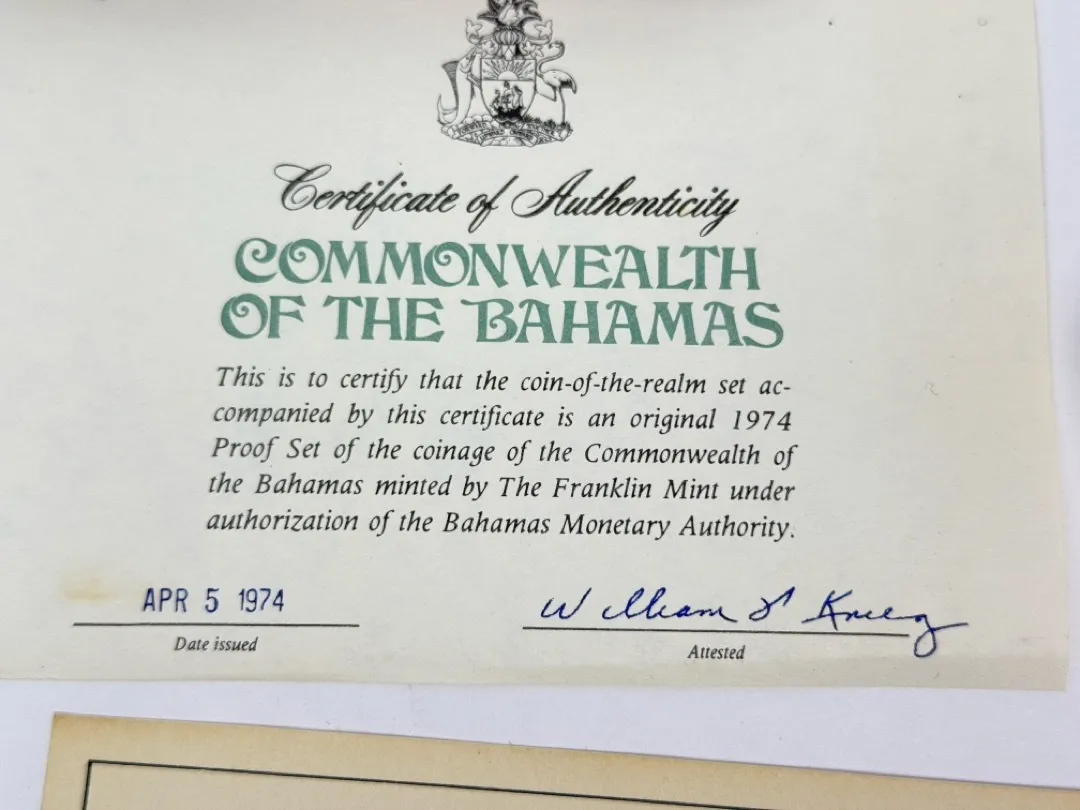 Certificate of Authenticity
COMMONWEALTH
OF THE BAHAMAS
This is to certify that the coin-of-the-realm set ac-
companied by this certificate is an original 1974
Proof Set of the coinage of the Commonwealth of
the Bahamas minted by The Franklin Mint under
authorization of the Bahamas Monetary Authority.
APR 5 1974
Date issued
William
Attested